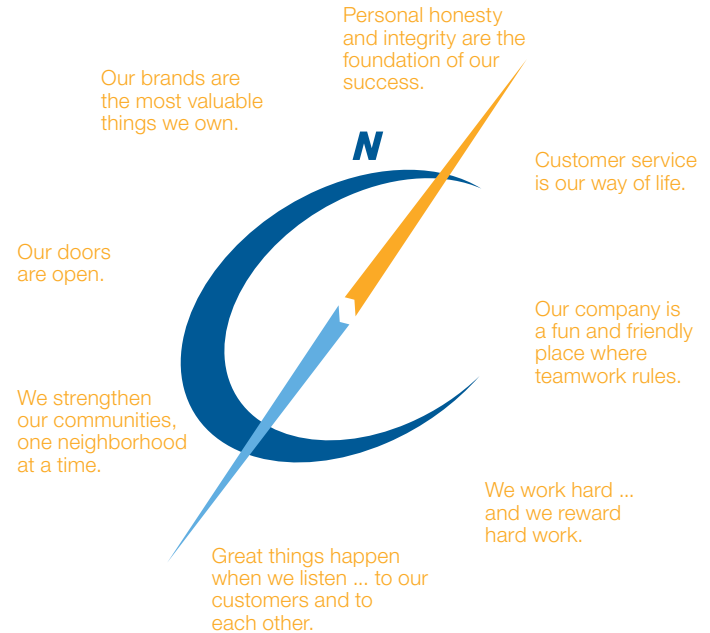 Personal honesty
and integrity are the
foundation of our
success.
Our brands are
the most valuable
things we own.
N
Customer service
is our way of life.
Our doors
are open.
Our company is
a fun and friendly
place where
teamwork rules.
We strengthen
our communities,
one neighborhood
at a time.
We work hard ...
and we reward
hard work.
Great things happen
when we listen ... to our
customers and to
each other.